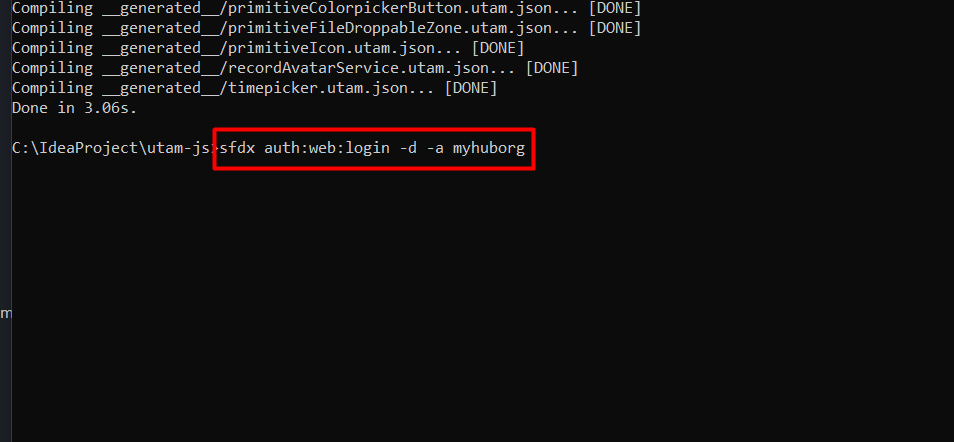 Compiling __generated__/primitiveColorpickerButton.utam.json... [DONE]
Compiling __generated__/primitiveFileDroppableZone.utam.json... [DONE]
Compiling __generated__/primitiveIcon.utam.json... [DONE]
Compiling __generated__/recordAvatarService.utam.json... [DONE]
Compiling __generated__/timepicker.utam.json... [DONE]
Done in 3.06s.
C:\IdeaProject\utam-js>sfdx auth:web:login -d -a myhuborg
m